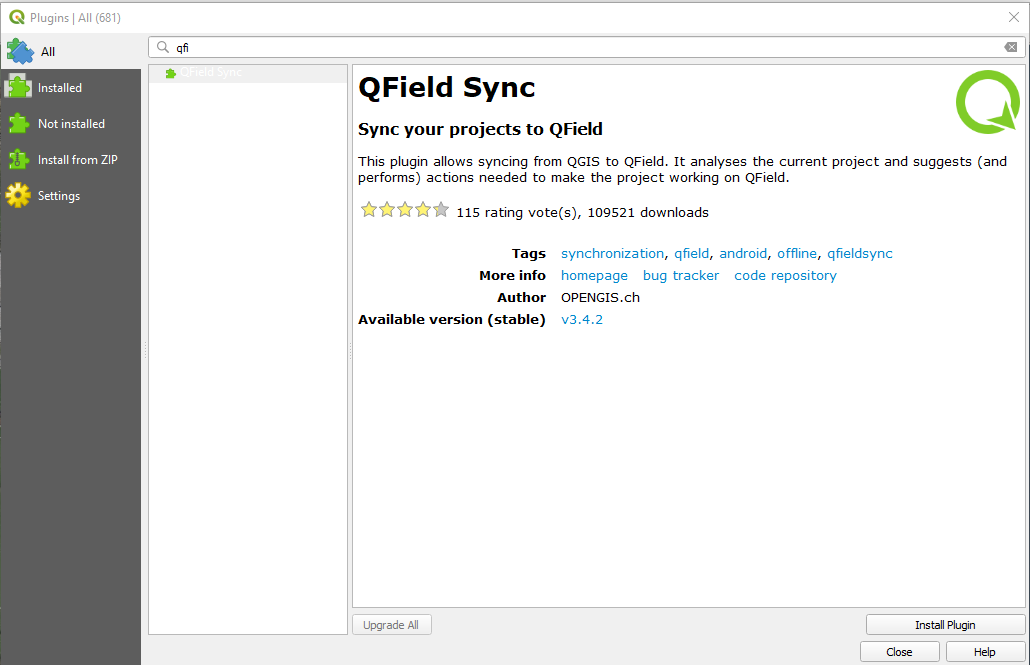 Plugins | All (681)
All
Installed
Not installed
Install from ZIP
Settings
qfi
QField Sync
QField Sync
Sync your projects to QField
This plugin allows syncing from QGIS to QField. It analyses the current project and suggests (and
performs) actions needed to make the project working on QField.
115 rating vote(s), 109521 downloads
Tags synchronization, qfield, android, offline, qfieldsync
More info homepage bug tracker code repository
Author OPENGIS.ch
Available version (stable) v3.4.2
Upgrade All
Install Plugin
Close
Help